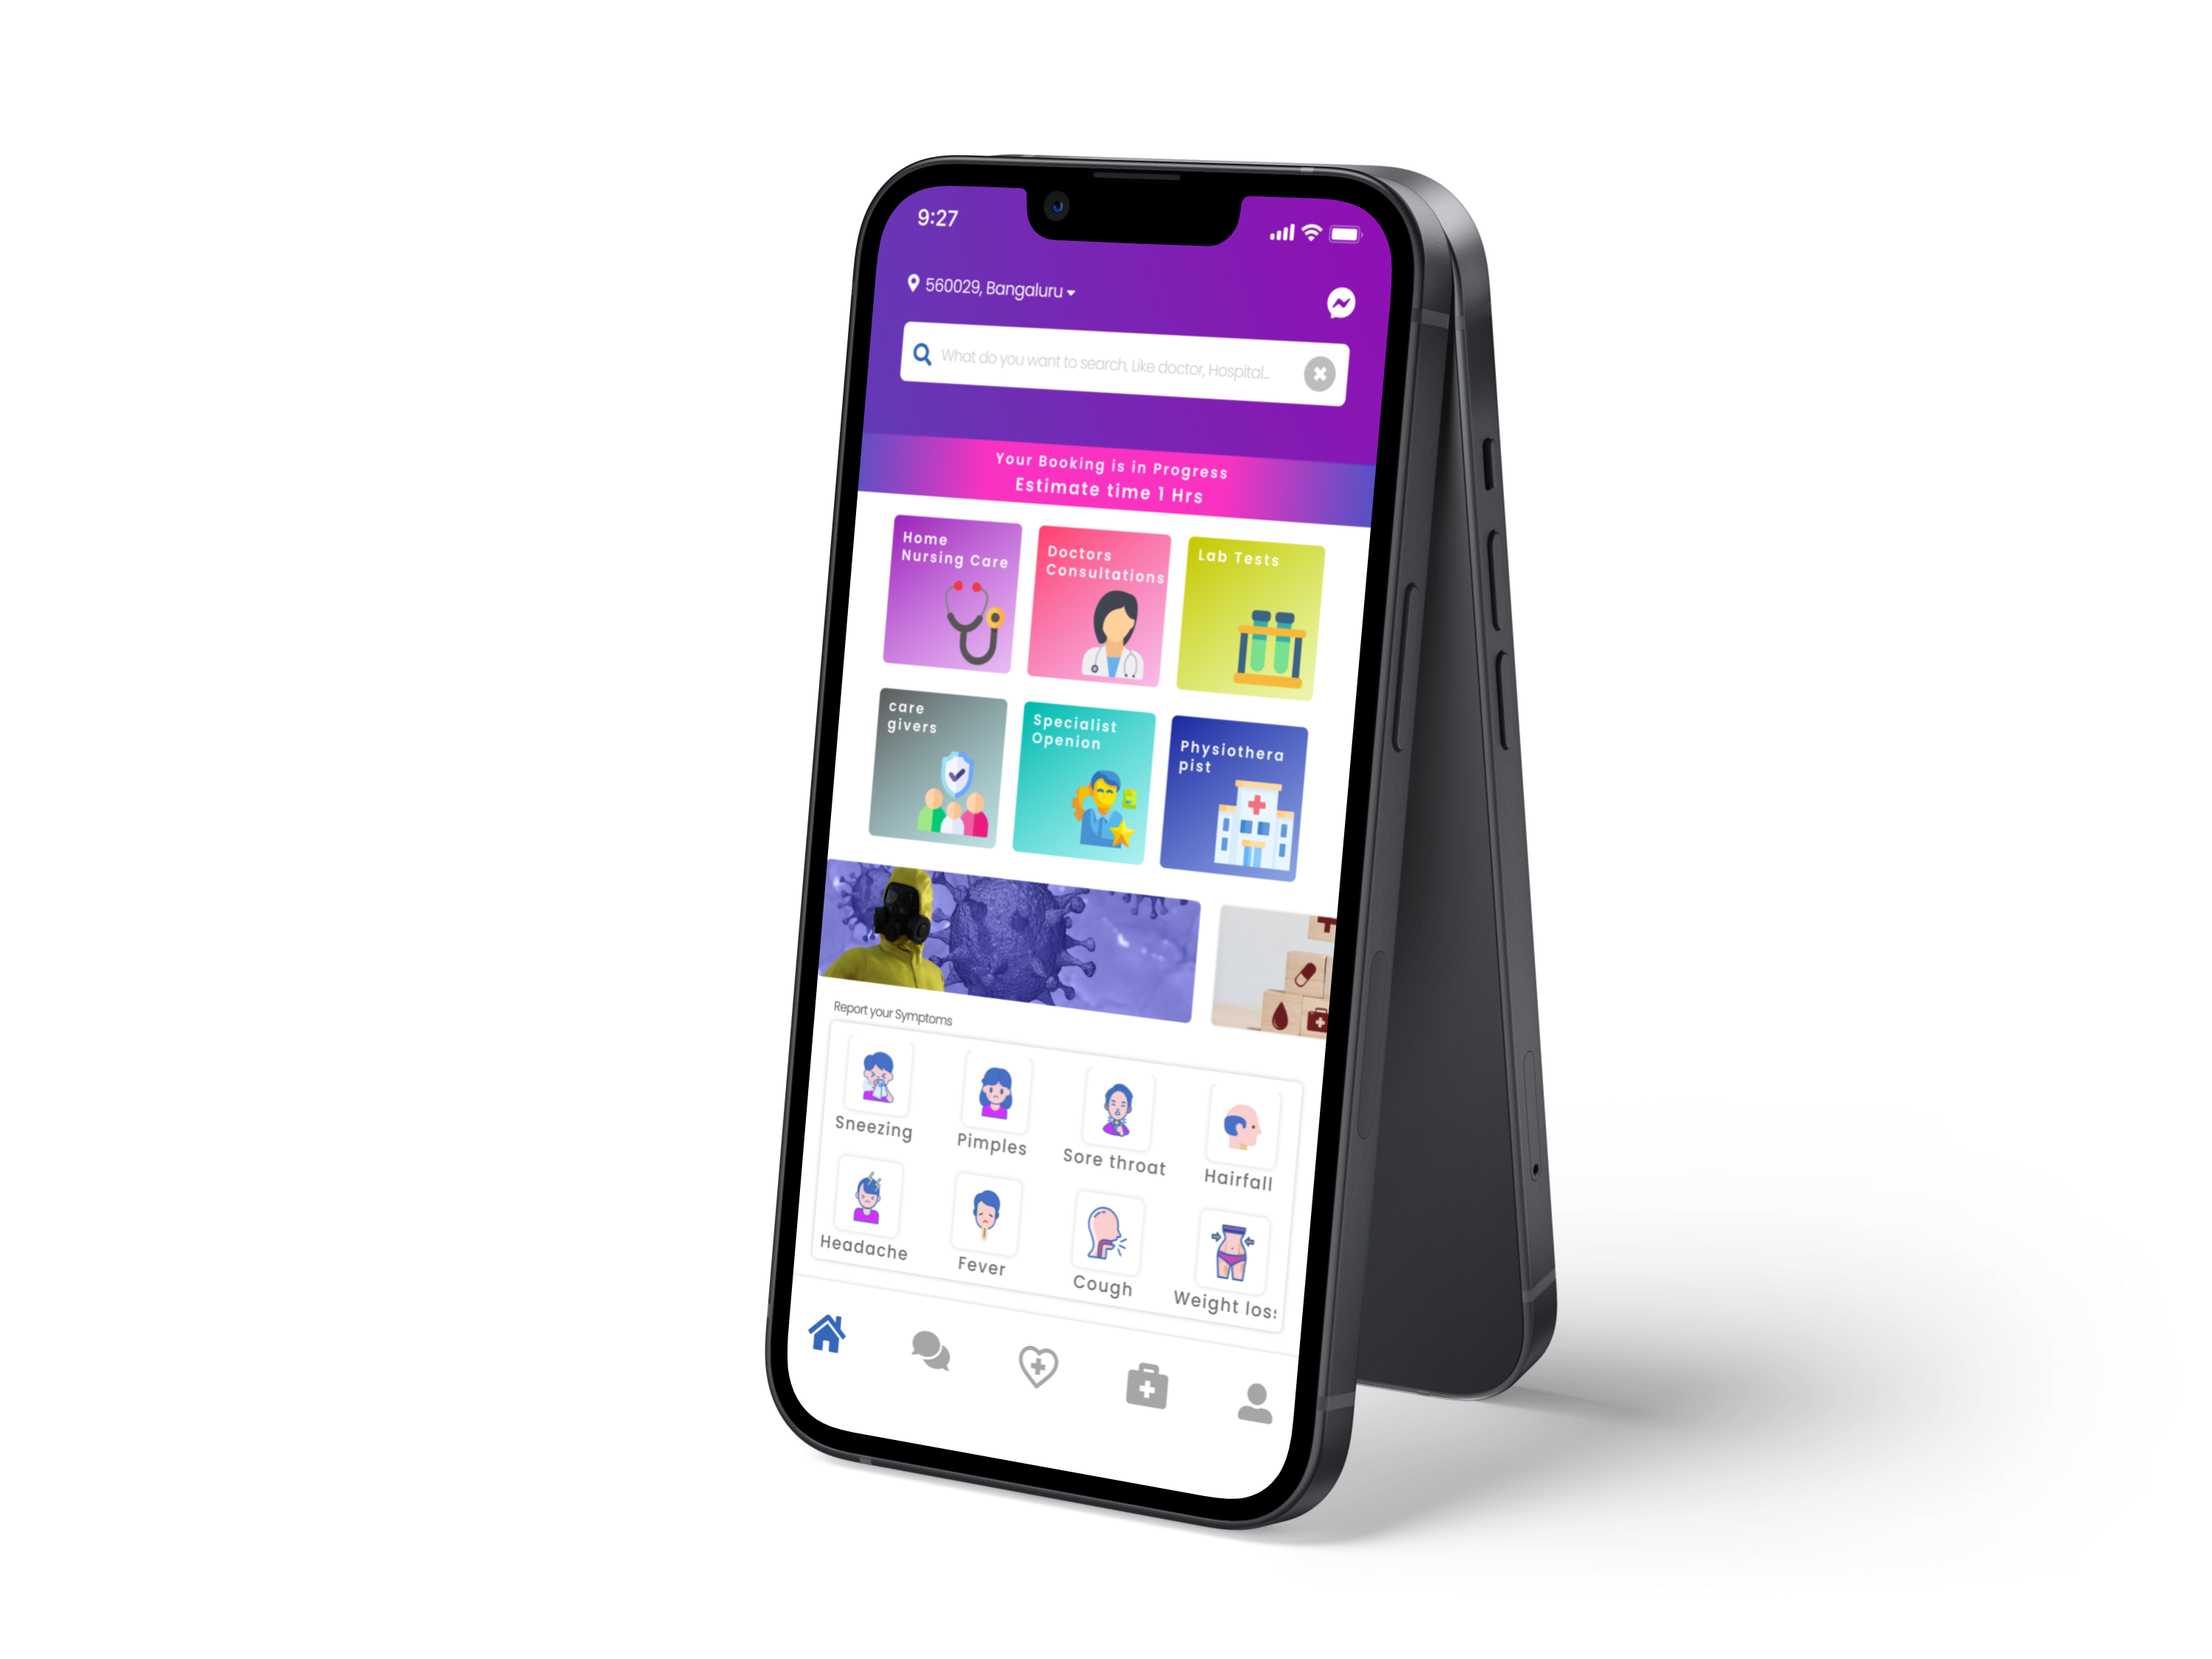 9:27
560029, Bangaluru
What do you want to search, Like doctor, Hospital...
Your Booking is in Progress
Estimate time 1 Hrs
Home
Nursing Care
Doctors
Consultations
Lab Tests
care
givers
Specialist
Openion
Physiothera
pist
Report your Symptoms
Sneezing
Pimples
Sore throat
Hairfall
Headache
Fever
Cough
Weight los